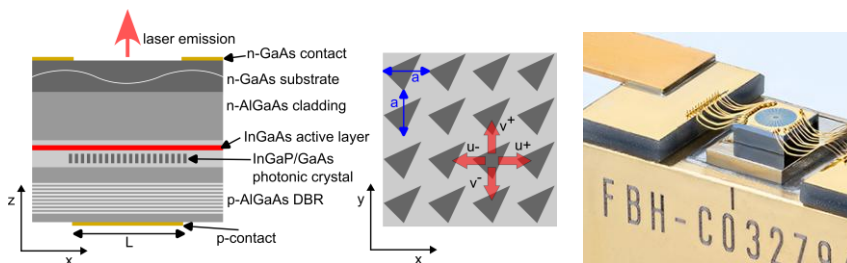 laser emission
n-GaAs contact
n-GaAs substrate
n-AlGaAs cladding
InGaAs active layer
InGaP/GaAs
photonic crystal
p-AlGaAs DBR
p-contact
z
x
L
a
a
v+
u-
u+
v-
y
x
FBH-C03279